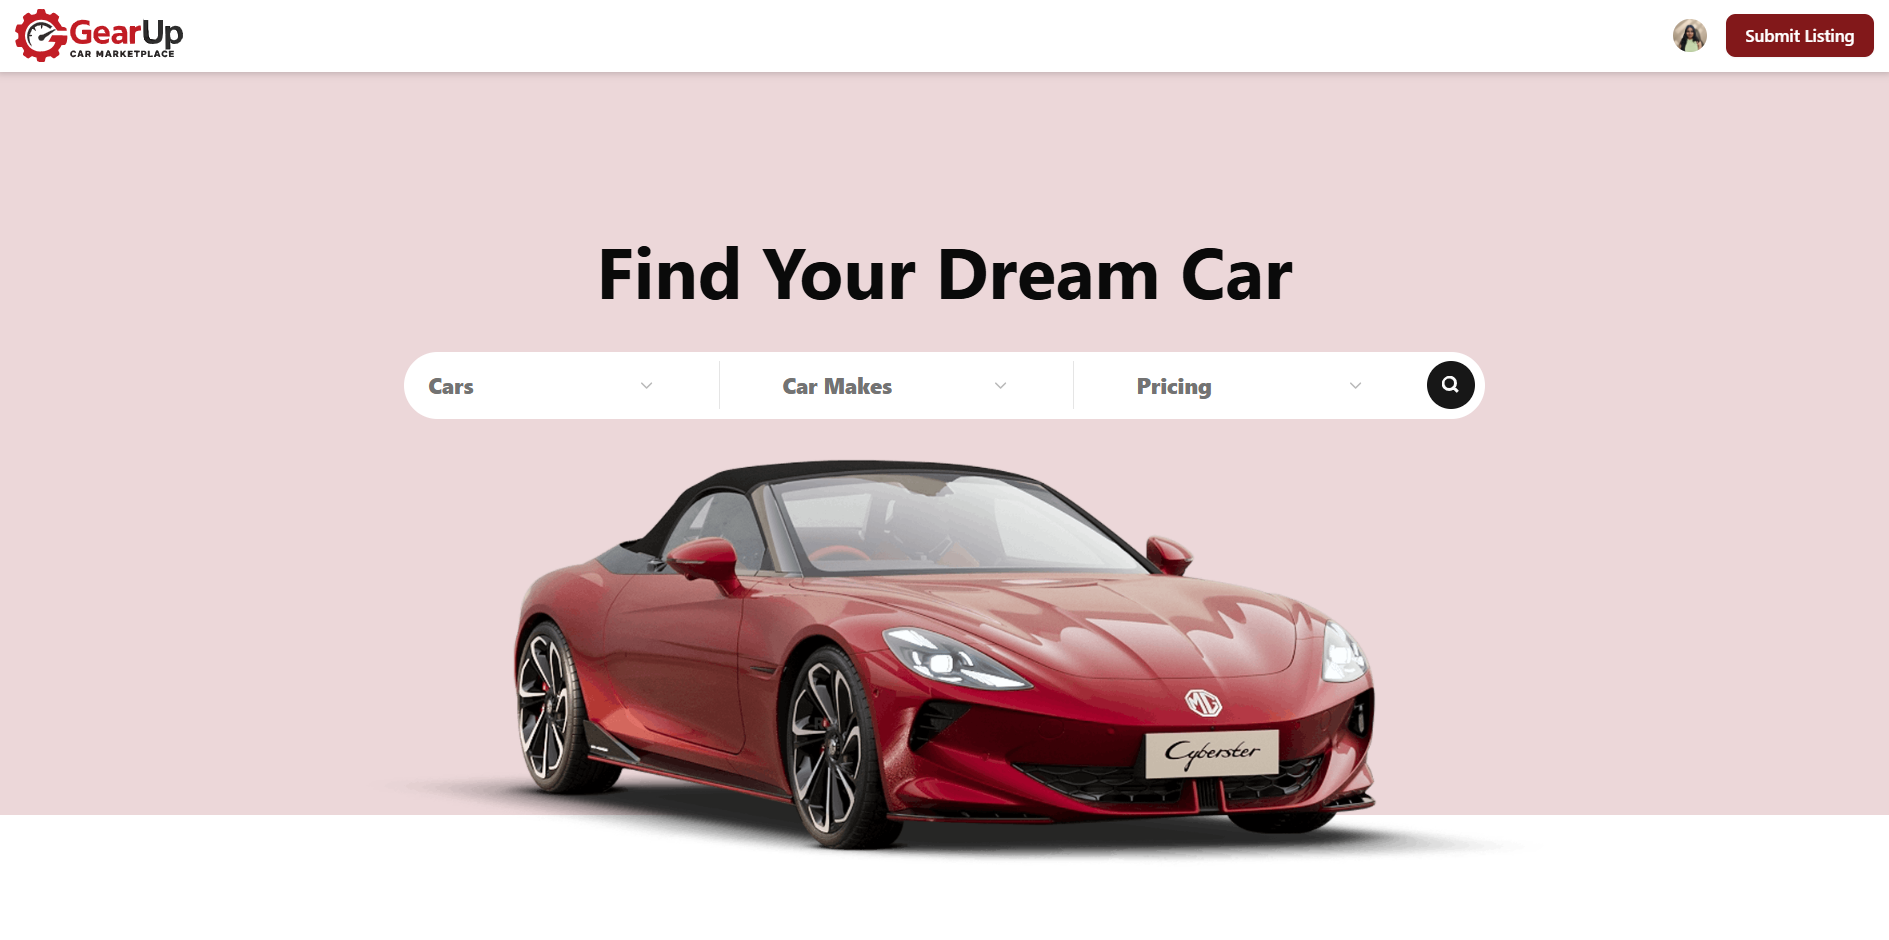 GearUp
CAR MARKETPLACE
Submit Listing
Find Your Dream Car
Cars
Car Makes
Pricing
MG
Cyberster